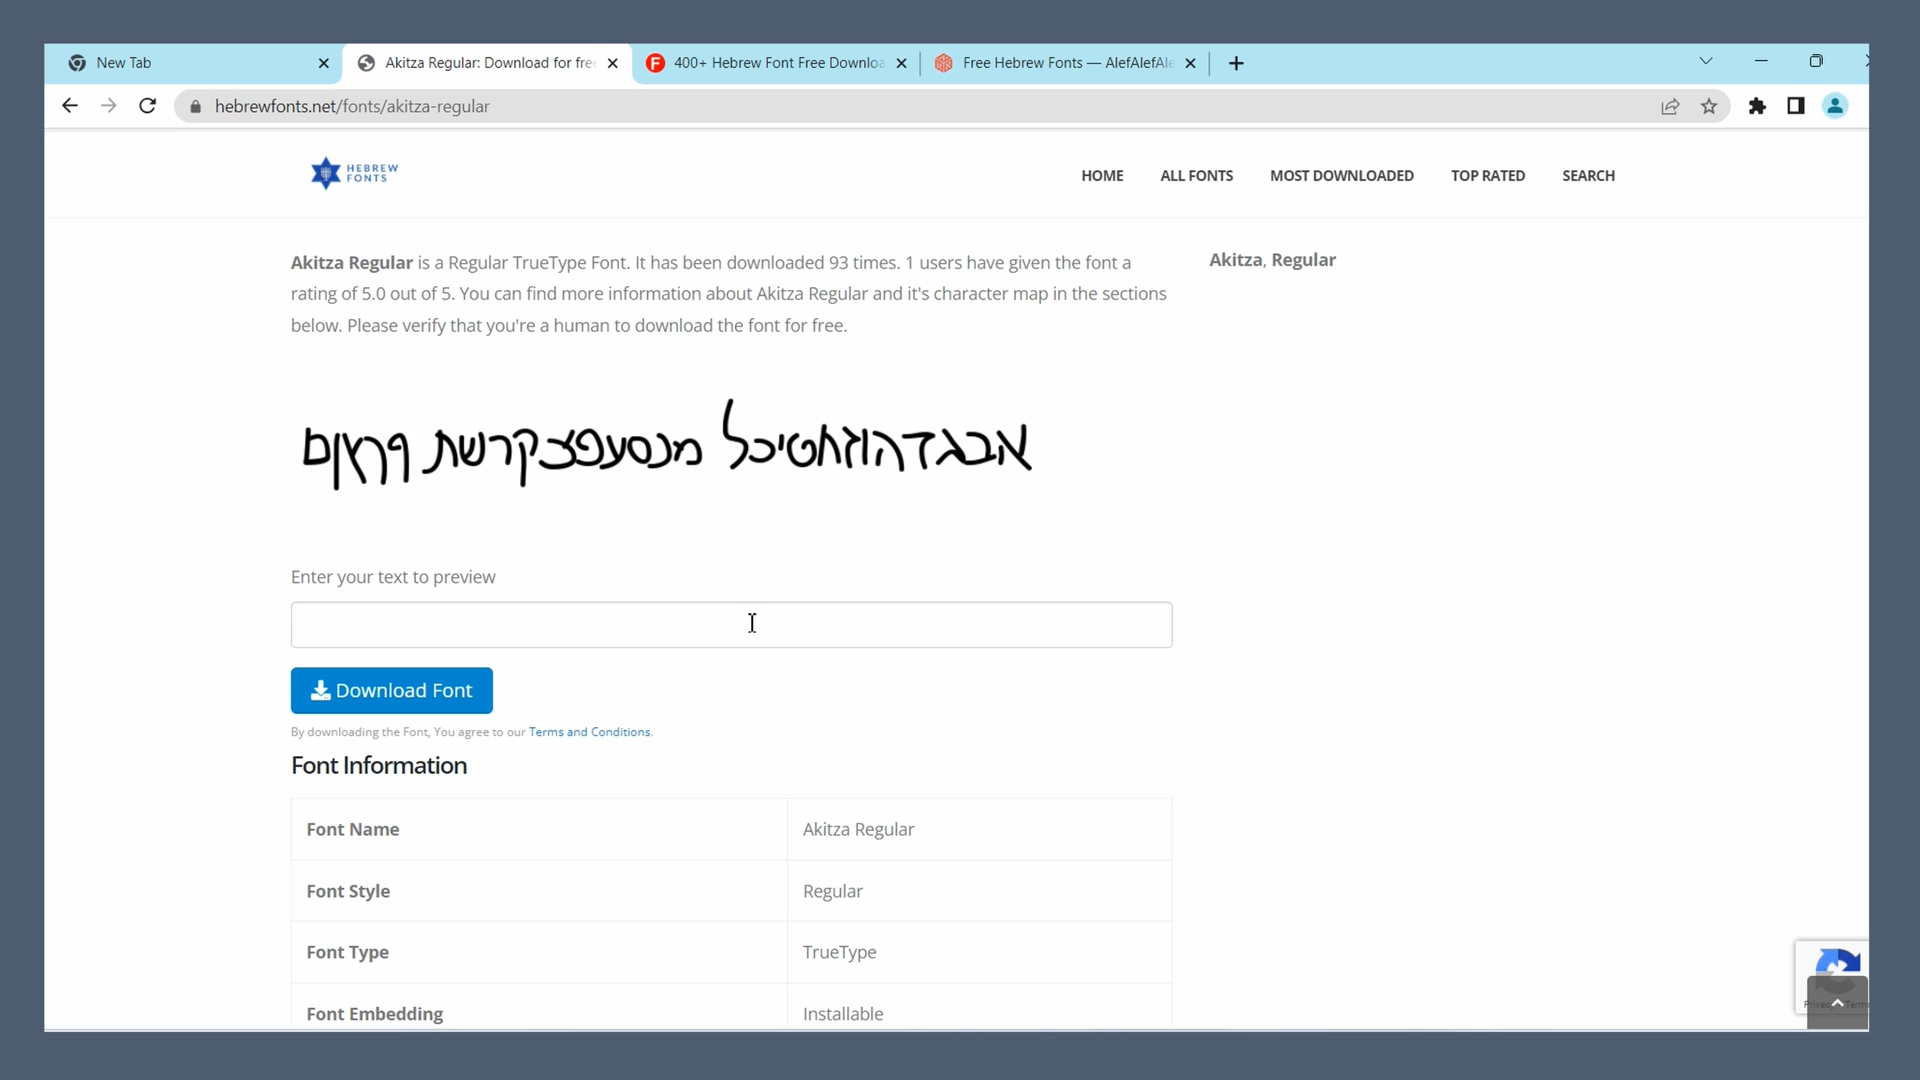 New Tab
Akitza Regular: Download for free
400+ Hebrew Font Free Downloa
Free Hebrew Fonts — AlefAlefAle
hebrewfonts.net/fonts/akitza-regular
HEBREW
FONTS
HOME ALL FONTS MOST DOWNLOADED TOP RATED SEARCH
Akitza Regular is a Regular TrueType Font. It has been downloaded 93 times. 1 users have given the font a
rating of 5.0 out of 5. You can find more information about Akitza Regular and it's character map in the sections
below. Please verify that you're a human to download the font for free.
Akitza, Regular
אבגדהוזחטיכל מנסעפצקרשת ףץןם
Enter your text to preview
Download Font
By downloading the Font, You agree to our Terms and Conditions.
Font Information
Font Name Akitza Regular
Font Style Regular
Font Type TrueType
Font Embedding Installable